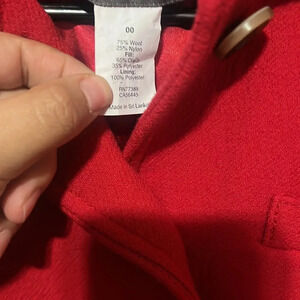 00
75% Wool
25% Nylon
Fill:
65% Down
35% Polyester
Lining:
100% Polyester
RN77388
CA56445
Made in Sri Lanka